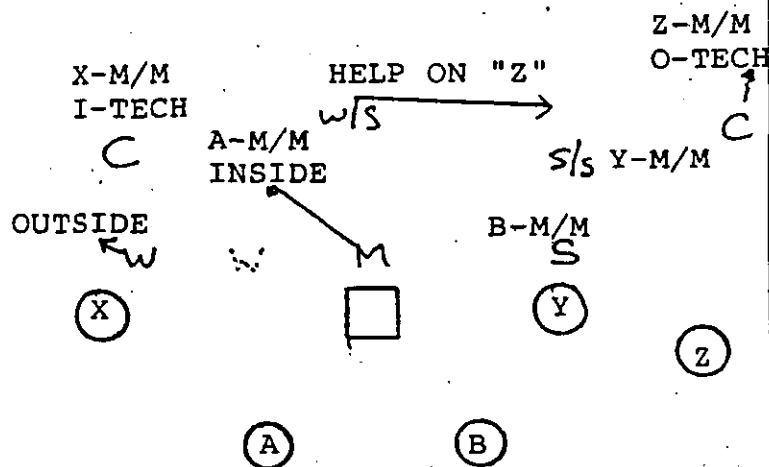 Z-M/M
O-TECH
X-M/M
I-TECH
HELP ON "Z"
W/S
C
C
A-M/M
INSIDE
S/S Y-M/M
OUTSIDE
W
W
M
B-M/M
S
X
Y
Z
A
B